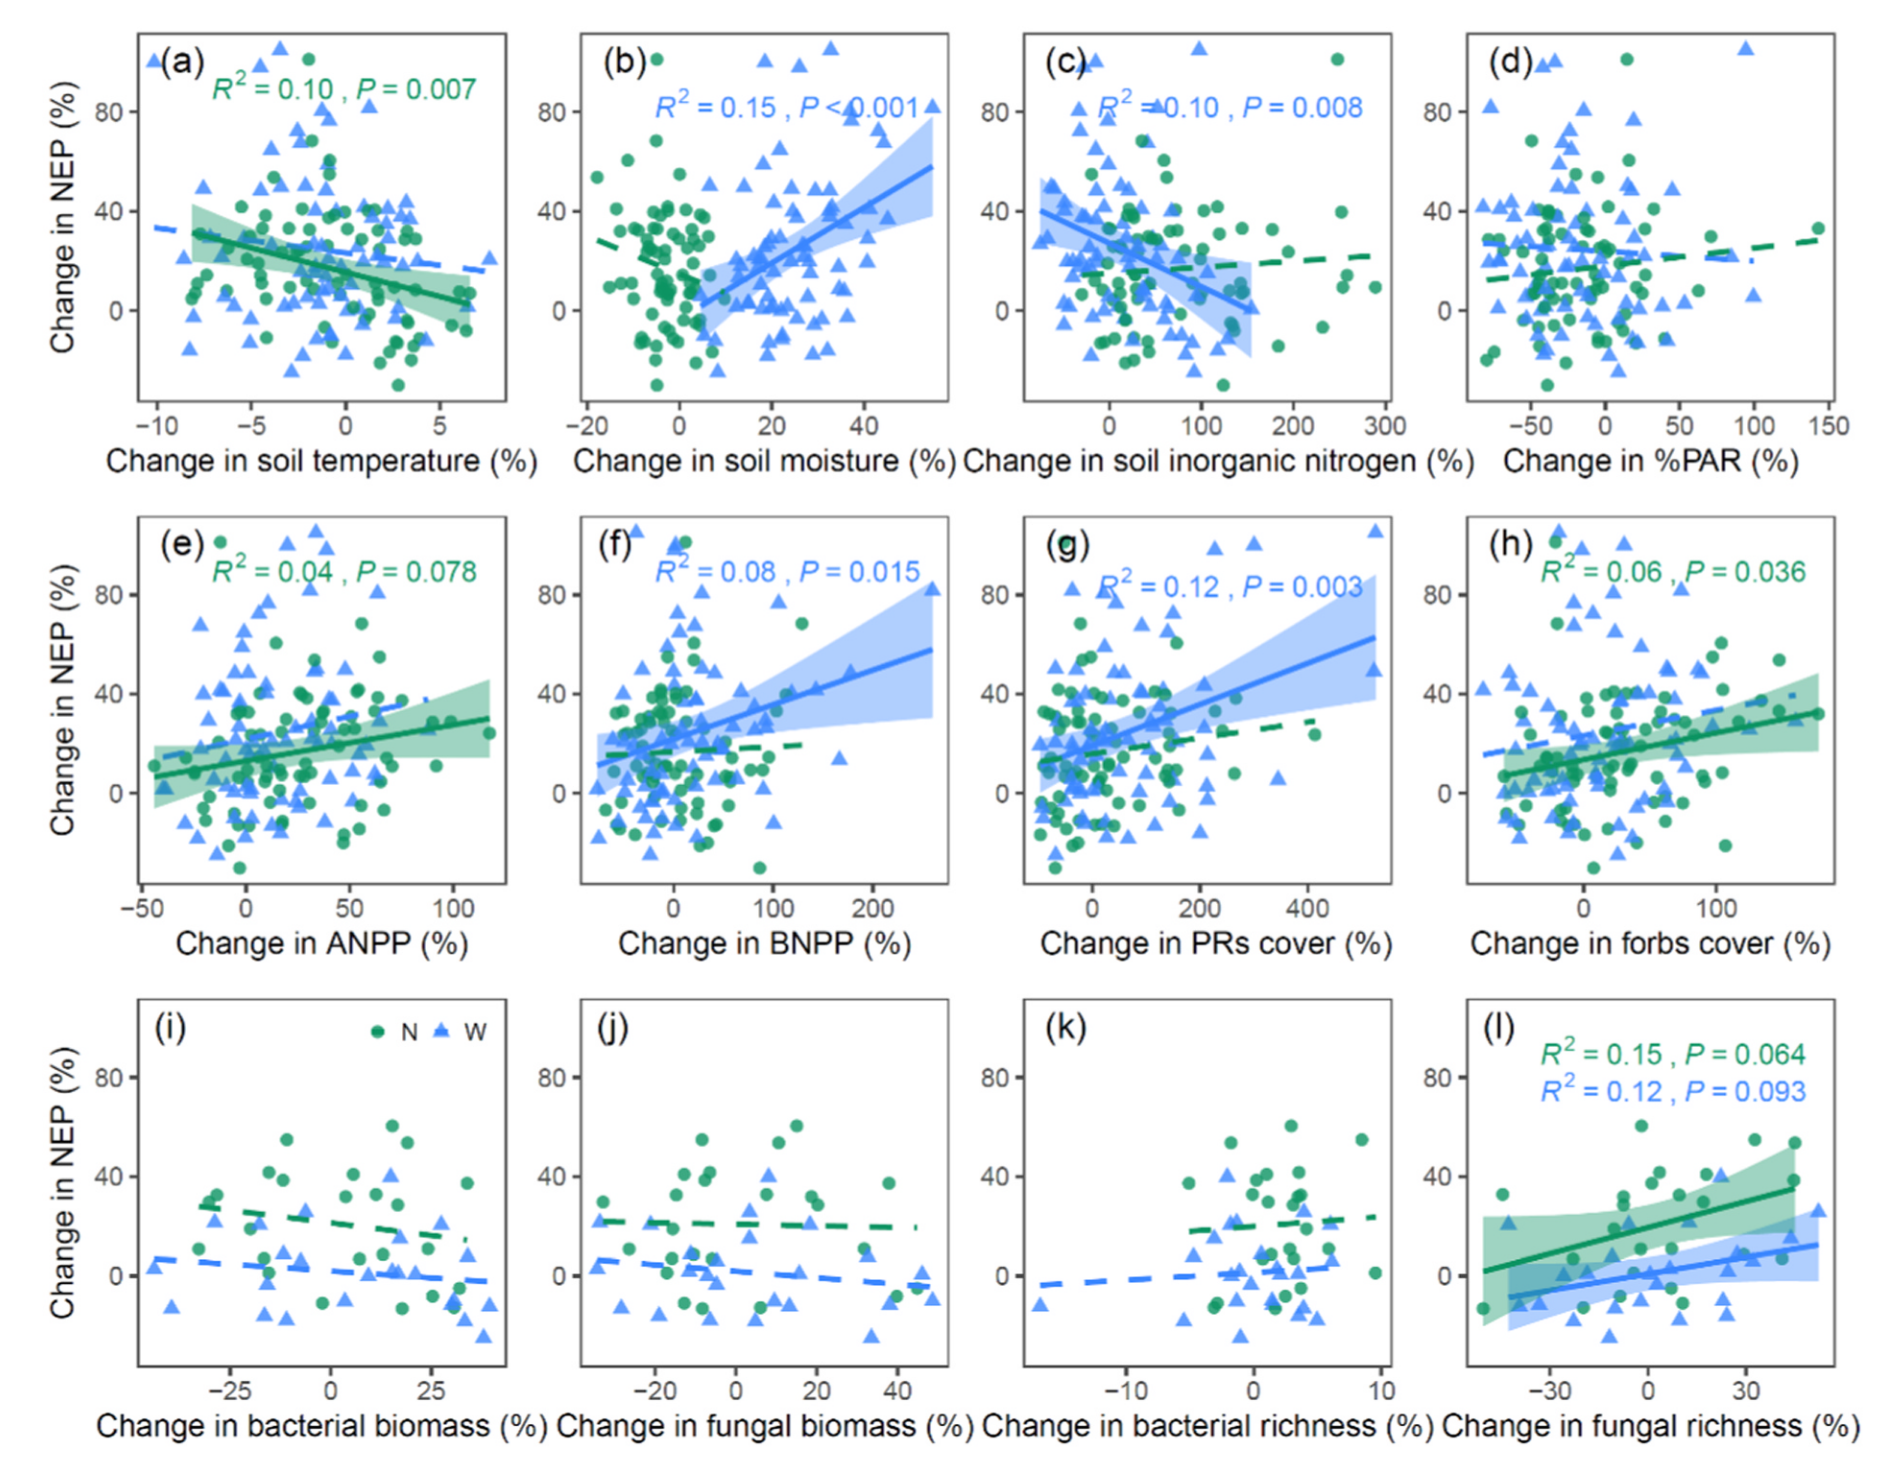 (a) (b) (c) (d)
R² = 0.10 , P = 0.007
R² = 0.15 , P < 0.001
R² = 0.10 , P = 0.008
Change in NEP (%)
80 80 80 80
40 40 40 40
0 0 0 0
−10 −5 0 5
−20 0 20 40
0 100 200 300
−50 0 50 100 150
Change in soil temperature (%)
Change in soil moisture (%)
Change in soil inorganic nitrogen (%)
Change in %PAR (%)
(e) (f) (g) (h)
R² = 0.04 , P = 0.078
R² = 0.08 , P = 0.015
R² = 0.12 , P = 0.003
R² = 0.06 , P = 0.036
Change in NEP (%)
80 80 80 80
40 40 40 40
0 0 0 0
−50 0 50 100
0 100 200
0 200 400
0 100
Change in ANPP (%)
Change in BNPP (%)
Change in PRs cover (%)
Change in forbs cover (%)
(i) (j) (k) (l)
N W
R² = 0.15 , P = 0.064
R² = 0.12 , P = 0.093
Change in NEP (%)
80 80 80 80
40 40 40 40
0 0 0 0
−25 0 25
−20 0 20 40
−10 0 10
−30 0 30
Change in bacterial biomass (%)
Change in fungal biomass (%)
Change in bacterial richness (%)
Change in fungal richness (%)